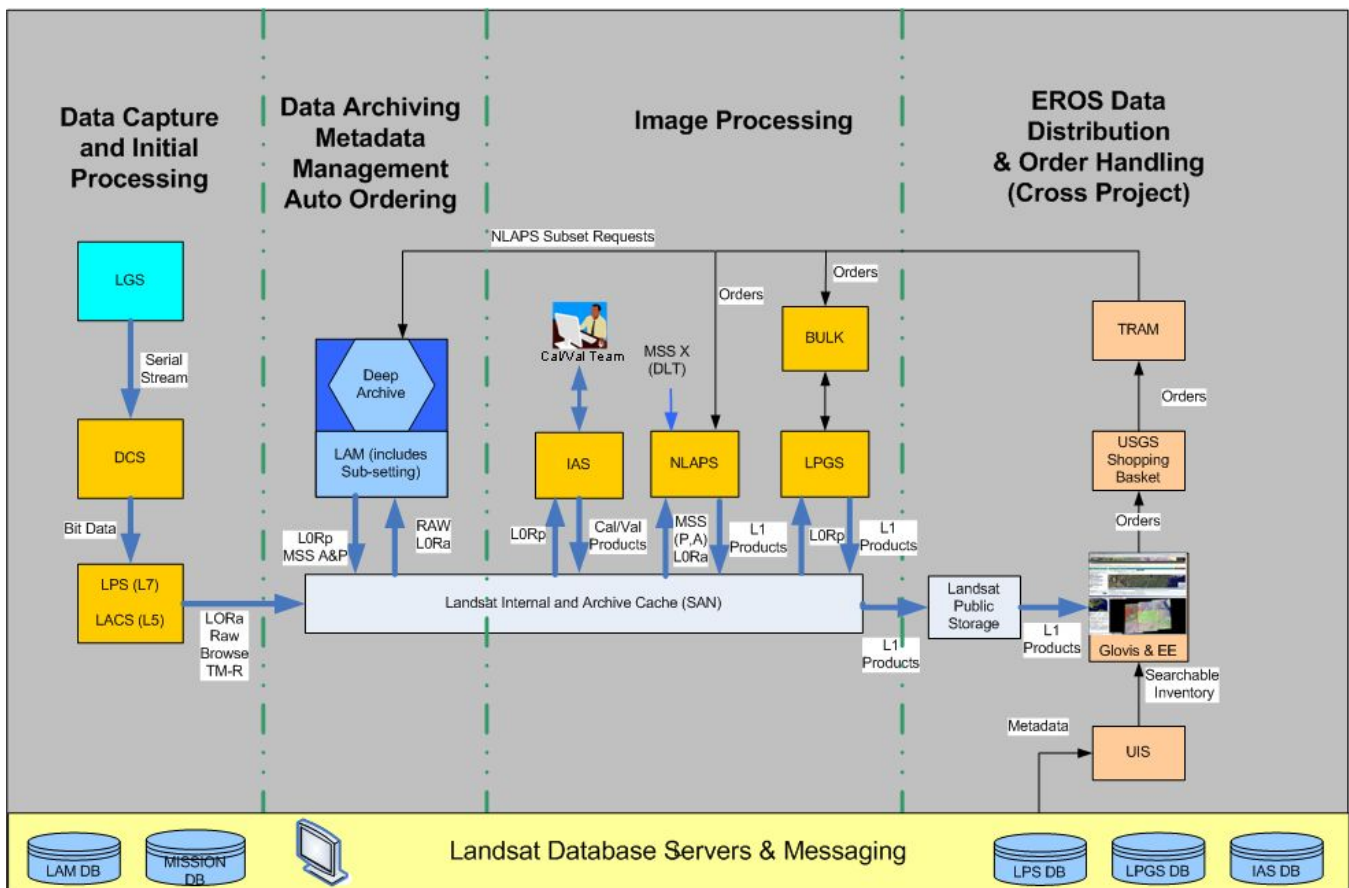 Data Capture
and Initial
Processing
Data Archiving
Metadata
Management
Auto Ordering
Image Processing
EROS Data
Distribution
& Order Handling
(Cross Project)
LGS
Serial
Stream
DCS
Bit Data
LPS (L7)
LACS (L5)
LORa
Raw
Browse
TM-R
NLAPS Subset Requests
Deep
Archive
LAM (includes
Sub-setting)
L0Rp
MSS A&P
RAW
L0Ra
Cal/Val Team
IAS
L0Rp
Cal/Val
Products
MSS X
(DLT)
Orders
NLAPS
MSS
(P,A)
L0Ra
L1
Products
Orders
BULK
LPGS
L0Rp
L1
Products
Landsat Internal and Archive Cache (SAN)
L1
Products
Landsat
Public
Storage
L1
Products
TRAM
Orders
USGS
Shopping
Basket
Orders
Glovis & EE
Searchable
Inventory
Metadata
UIS
LAM DB
MISSION
DB
Landsat Database Servers & Messaging
LPS DB
LPGS DB
IAS DB